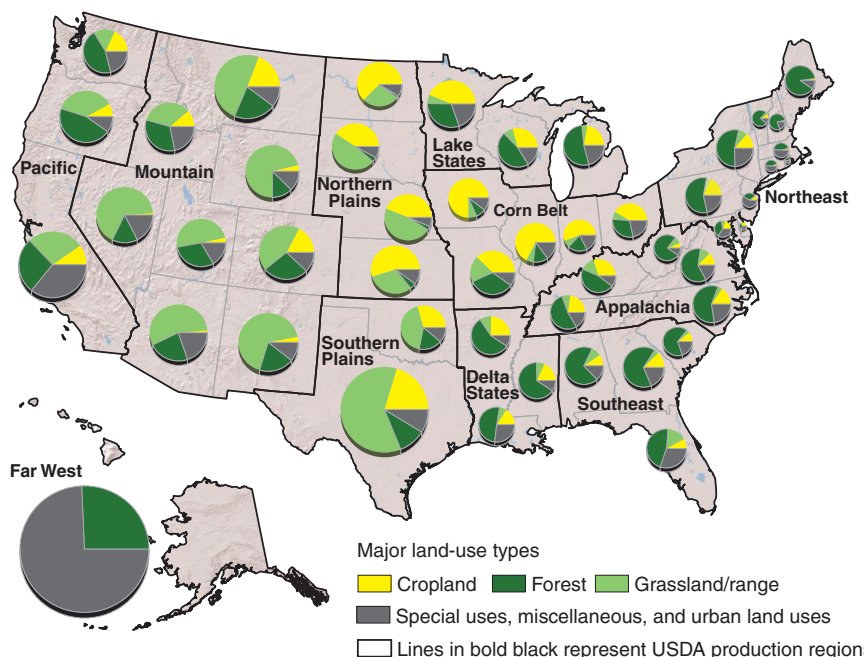 Pacific
Mountain
Northern
Plains
Lake
States
Corn Belt
Northeast
Appalachia
Southern
Plains
Delta
States
Southeast
Far West
Major land-use types
Cropland
Forest
Grassland/range
Special uses, miscellaneous, and urban land uses
Lines in bold black represent USDA production region